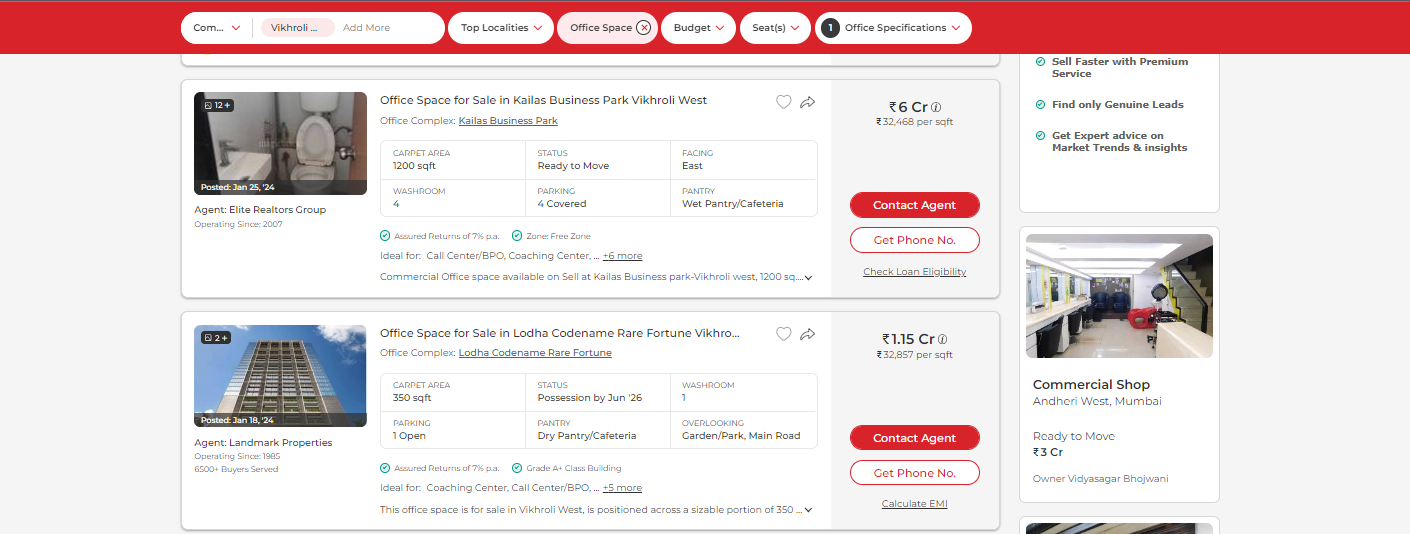 Com...
Vikhroli ...
Add More
Top Localities
Office Space
Budget
Seat(s)
1 Office Specifications
12 +
Posted: Jan 25, '24
Agent: Elite Realtors Group
Operating Since: 2007
Office Space for Sale in Kailas Business Park Vikhroli West
Office Complex: Kailas Business Park
CARPET AREA
1200 sqft
STATUS
Ready to Move
FACING
East
WASHROOM
4
PARKING
4 Covered
PANTRY
Wet Pantry/Cafeteria
Assured Returns of 7% p.a.
Zone: Free Zone
Ideal for: Call Center/BPO, Coaching Center, ... +6 more
Commercial Office space available on Sell at Kailas Business park-Vikhroli west, 1200 sq....
₹6 Cr
₹32,468 per sqft
Contact Agent
Get Phone No.
Check Loan Eligibility
2 +
Posted: Jan 18, '24
Agent: Landmark Properties
Operating Since: 1985
6500+ Buyers Served
Office Space for Sale in Lodha Codename Rare Fortune Vikhro...
Office Complex: Lodha Codename Rare Fortune
CARPET AREA
350 sqft
STATUS
Possession by Jun '26
WASHROOM
1
PARKING
1 Open
PANTRY
Dry Pantry/Cafeteria
OVERLOOKING
Garden/Park, Main Road
Assured Returns of 7% p.a.
Grade A+ Class Building
Ideal for: Coaching Center, Call Center/BPO, ... +5 more
This office space is for sale in Vikhroli West, is positioned across a sizable portion of 350 ...
₹1.15 Cr
₹32,857 per sqft
Contact Agent
Get Phone No.
Calculate EMI
Sell Faster with Premium
Service
Find only Genuine Leads
Get Expert advice on
Market Trends & insights
Commercial Shop
Andheri West, Mumbai
Ready to Move
₹3 Cr
Owner Vidyasagar Bhojwani